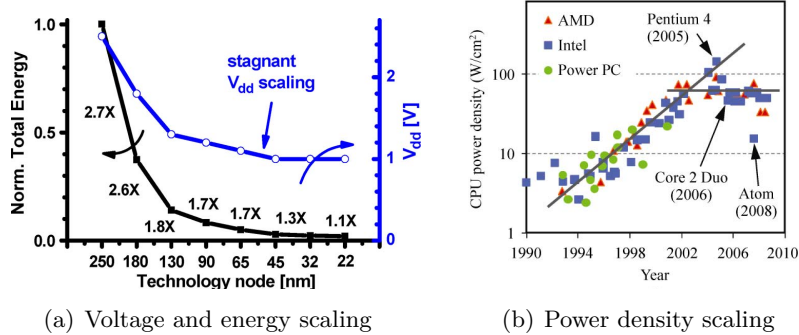 1.0
0.5
0.0
Norm. Total Energy
2.7X
2.6X
1.8X
1.7X
1.7X
1.3X
1.1X
stagnant
Vdd scaling
2
1
0
Vdd [V]
250 180 130 90 65 45 32 22
Technology node [nm]
(a) Voltage and energy scaling
AMD
Intel
Power PC
Pentium 4
(2005)
100
10
1
CPU power density (W/cm²)
Core 2 Duo
(2006)
Atom
(2008)
1990 1994 1998 2002 2006 2010
Year
(b) Power density scaling